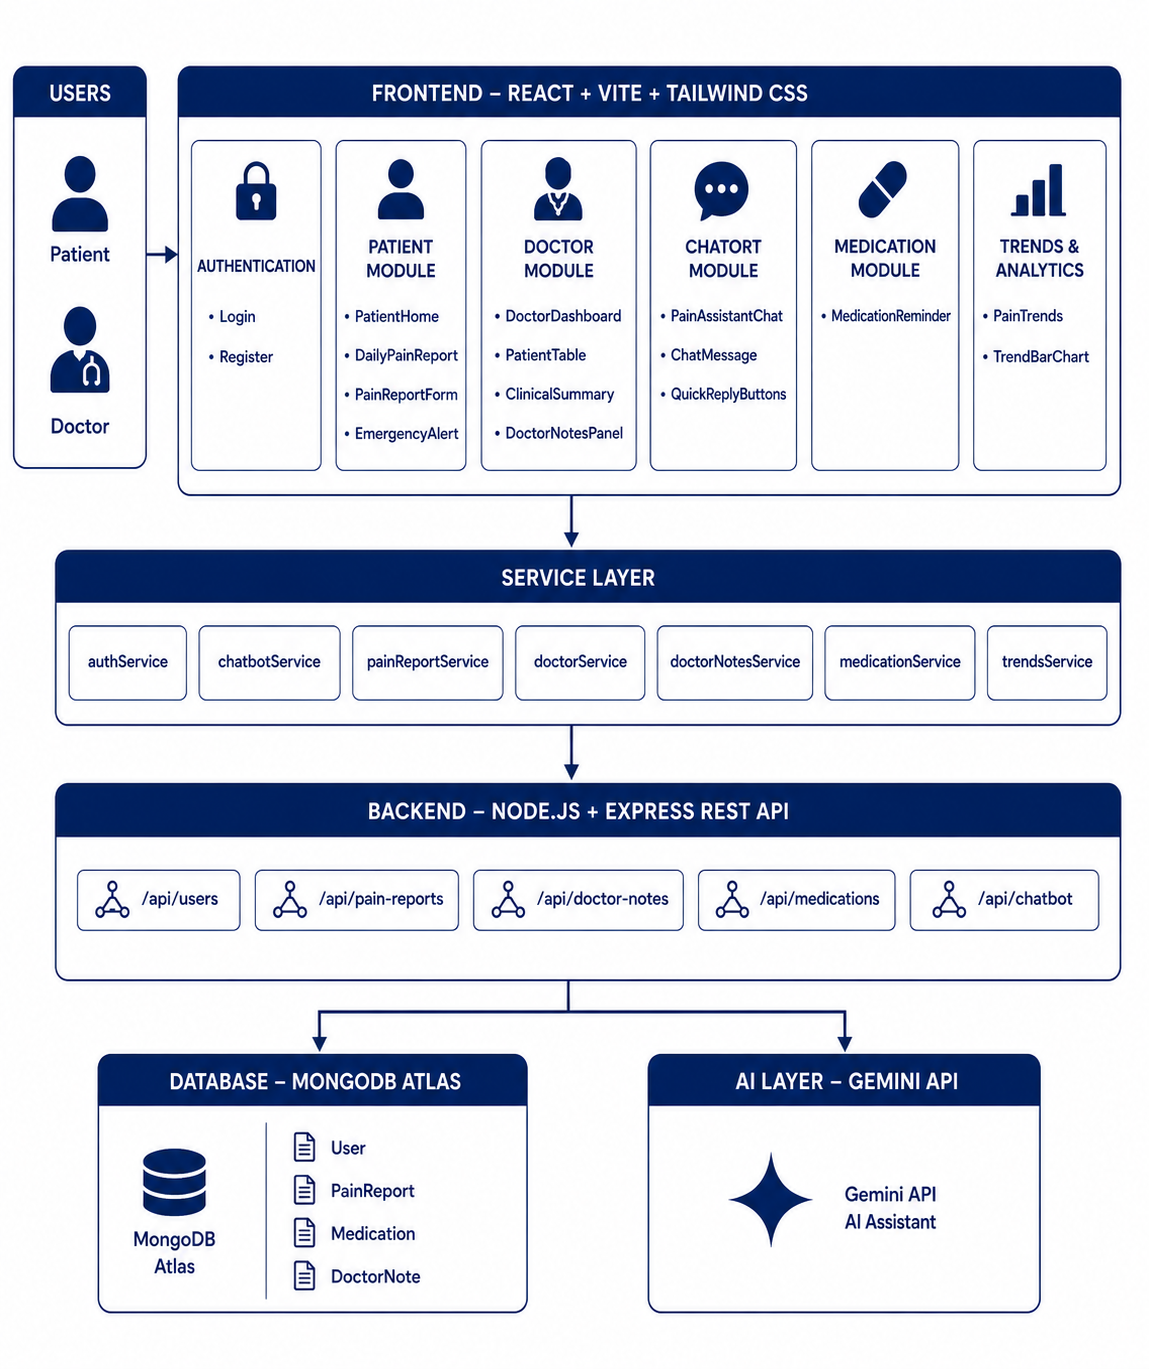 USERS
Patient
Doctor
FRONTEND – REACT + VITE + TAILWIND CSS
AUTHENTICATION
• Login
• Register
PATIENT
MODULE
• PatientHome
• DailyPainReport
• PainReportForm
• EmergencyAlert
DOCTOR
MODULE
• DoctorDashboard
• PatientTable
• ClinicalSummary
• DoctorNotesPanel
CHATORT
MODULE
• PainAssistantChat
• ChatMessage
• QuickReplyButtons
MEDICATION
MODULE
• MedicationReminder
TRENDS &
ANALYTICS
• PainTrends
• TrendBarChart
SERVICE LAYER
authService
chatbotService
painReportService
doctorService
doctorNotesService
medicationService
trendsService
BACKEND – NODE.JS + EXPRESS REST API
/api/users
/api/pain-reports
/api/doctor-notes
/api/medications
/api/chatbot
DATABASE – MONGODB ATLAS
MongoDB
Atlas
User
PainReport
Medication
DoctorNote
AI LAYER – GEMINI API
Gemini API
AI Assistant